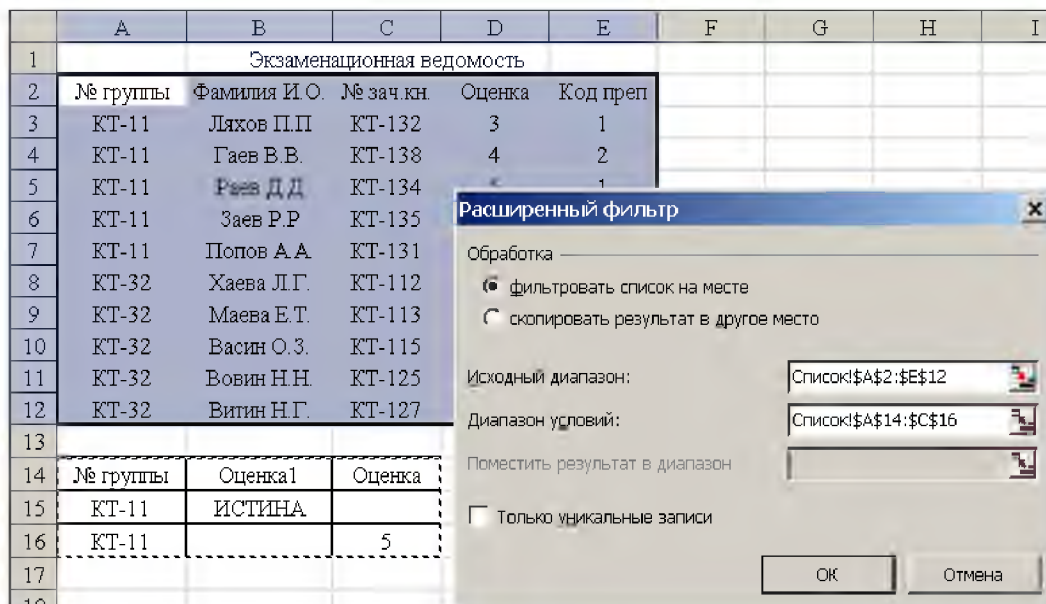 A B C D E F G H I
1 Экзаменационная ведомость
2 № группы Фамилия И.О. № зач.кн. Оценка Код преп
3 КТ-11 Ляхов П.П КТ-132 3 1
4 КТ-11 Гаев В.В. КТ-138 4 2
5 КТ-11 Раев Д.Д КТ-134 1
6 КТ-11 Заев Р.Р КТ-135
7 КТ-11 Попов А.А. КТ-131
8 КТ-32 Хаева Л.Г. КТ-112
9 КТ-32 Маева Е.Т. КТ-113
10 КТ-32 Васин О.З. КТ-115
11 КТ-32 Вовин Н.Н. КТ-125
12 КТ-32 Витин Н.Г. КТ-127
13
14 № группы Оценка1 Оценка
15 КТ-11 ИСТИНА
16 КТ-11 5
17
Расширенный фильтр
Обработка
фильтровать список на месте
скопировать результат в другое место
Исходный диапазон: Список!$A$2:$E$12
Диапазон условий: Список!$A$14:$C$16
Поместить результат в диапазон
Только уникальные записи
ОК Отмена